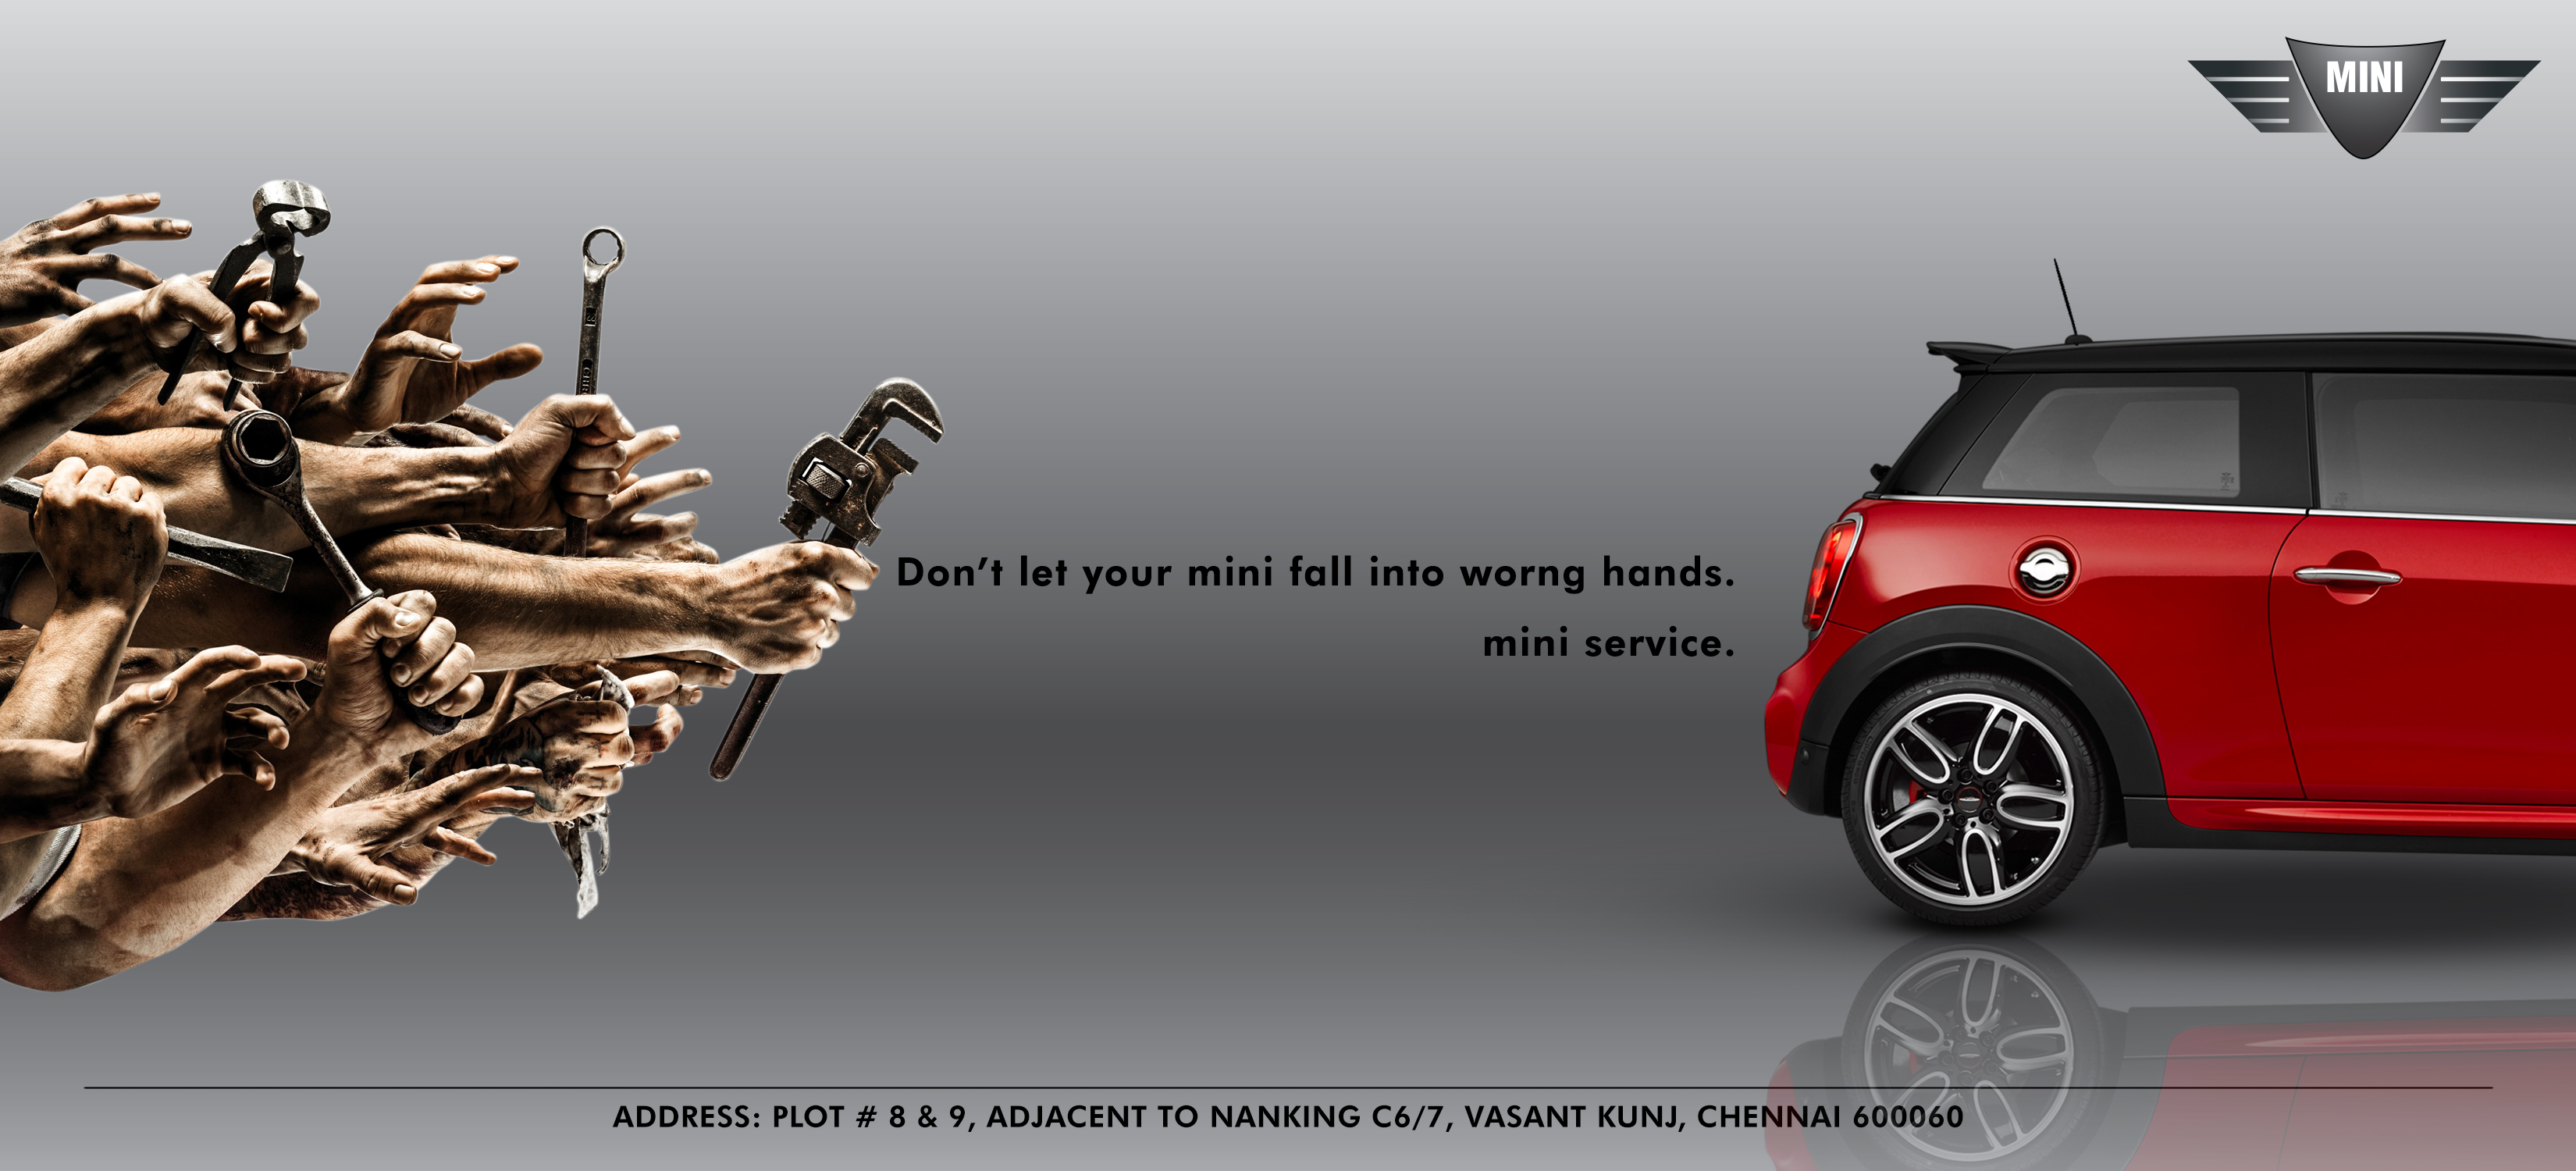 MINI
Don't let your mini fall into worng hands.
mini service.
ADDRESS: PLOT # 8 & 9, ADJACENT TO NANKING C6/7, VASANT KUNJ, CHENNAI 600060